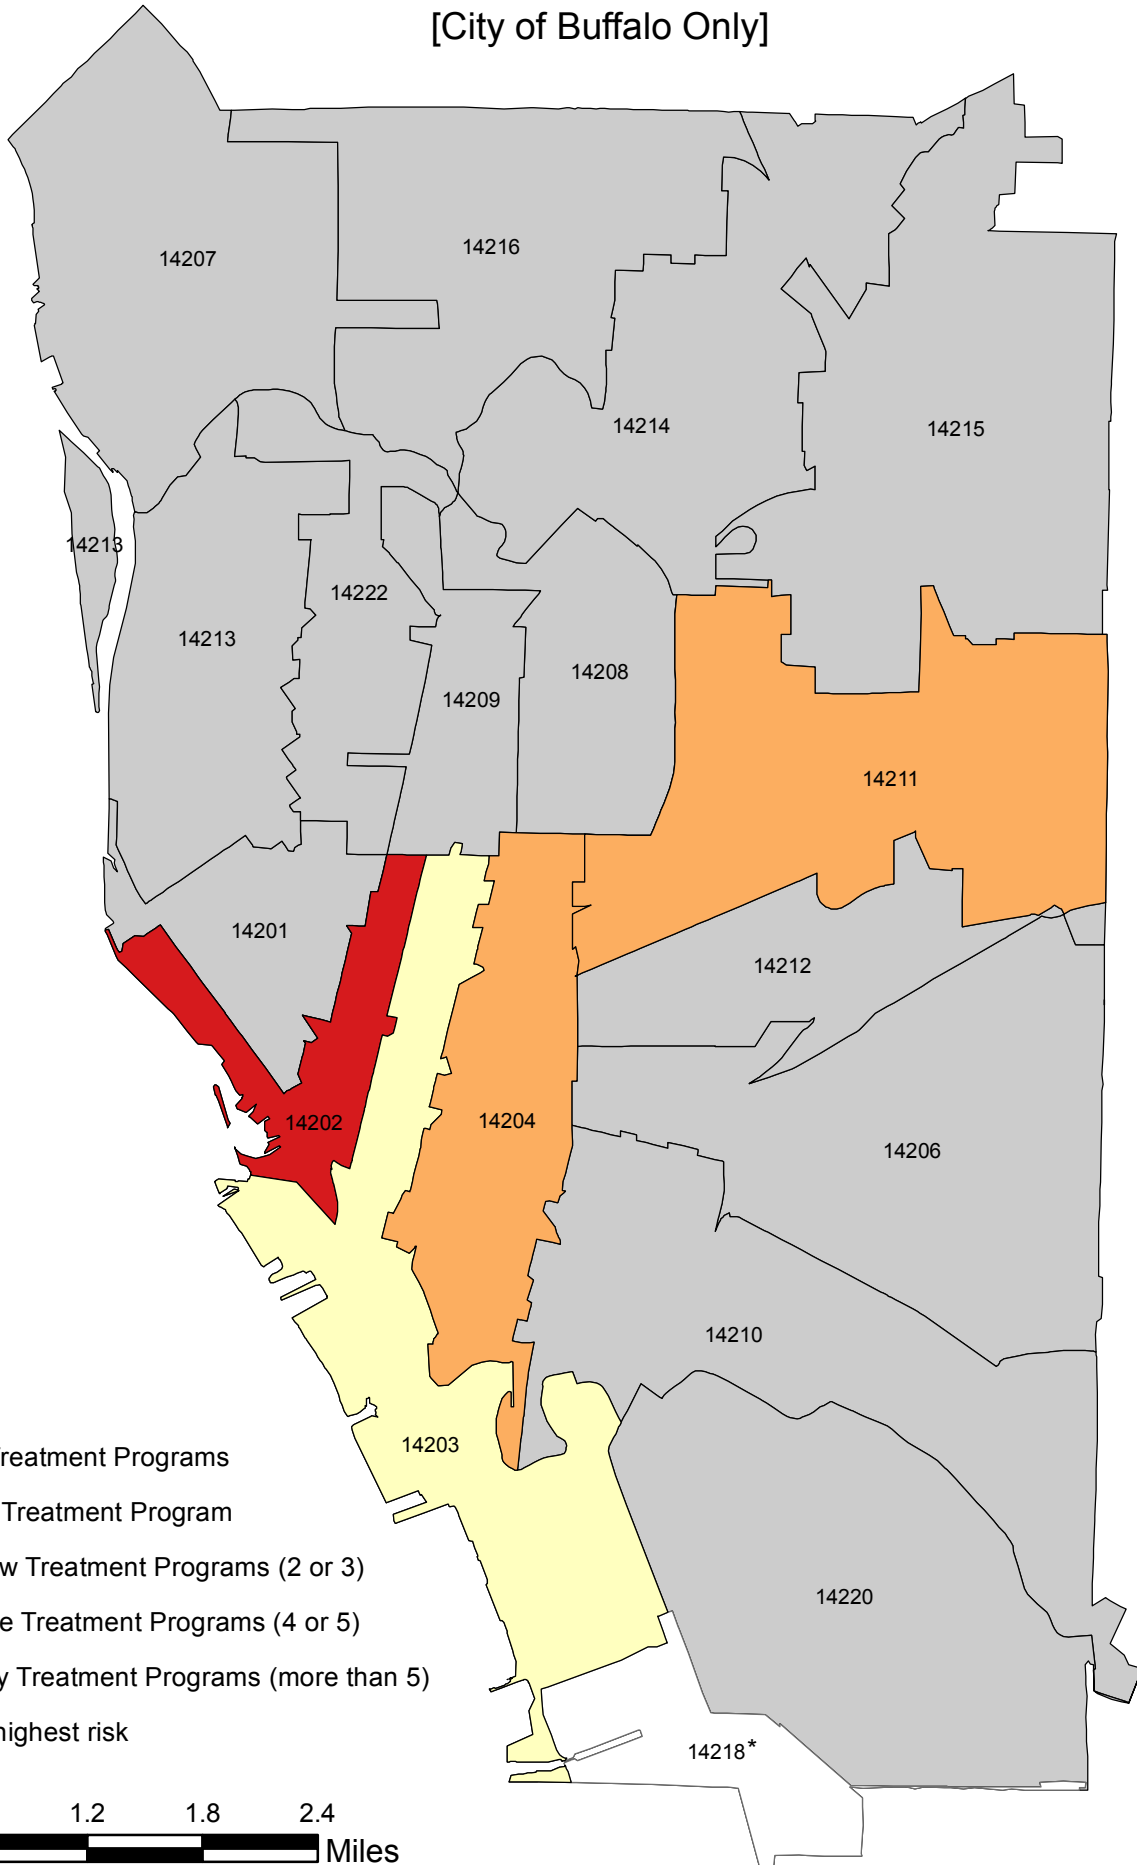 [City of Buffalo Only]
14207
14216
14214
14215
14213
14222
14213
14208
14209
14211
14201
14212
14202
14204
14206
14210
14203
Treatment Programs
Treatment Program
Treatment Programs (2 or 3)
Treatment Programs (4 or 5)
Treatment Programs (more than 5)
highest risk
14220
14218*
1.2 1.8 2.4
Miles